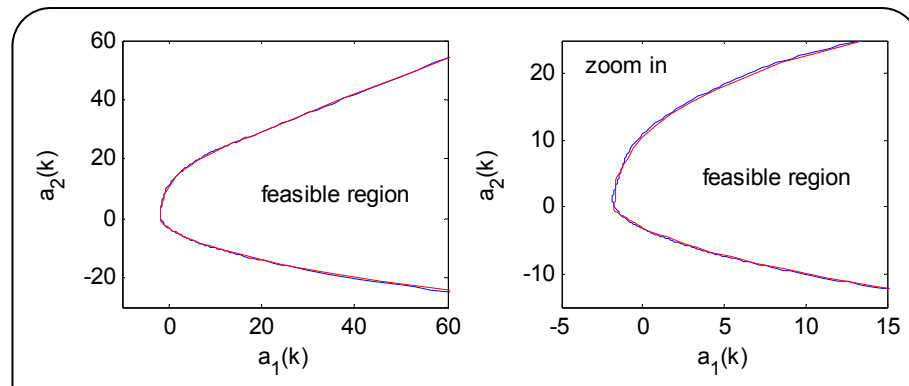 60
40
20
0
-20
a2(k)
feasible region
0 20 40 60
a1(k)
20
10
0
-10
a2(k)
zoom in
feasible region
-5 0 5 10 15
a1(k)